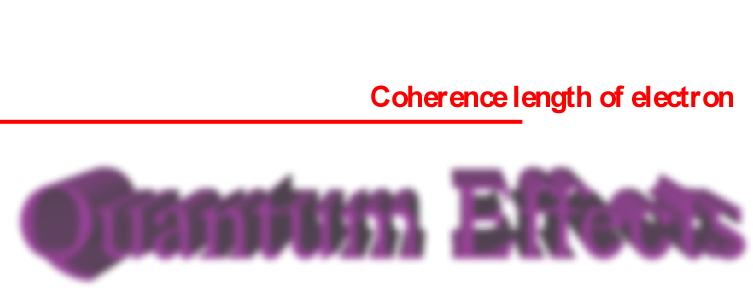 Coherence length of electron
Quantum Effects